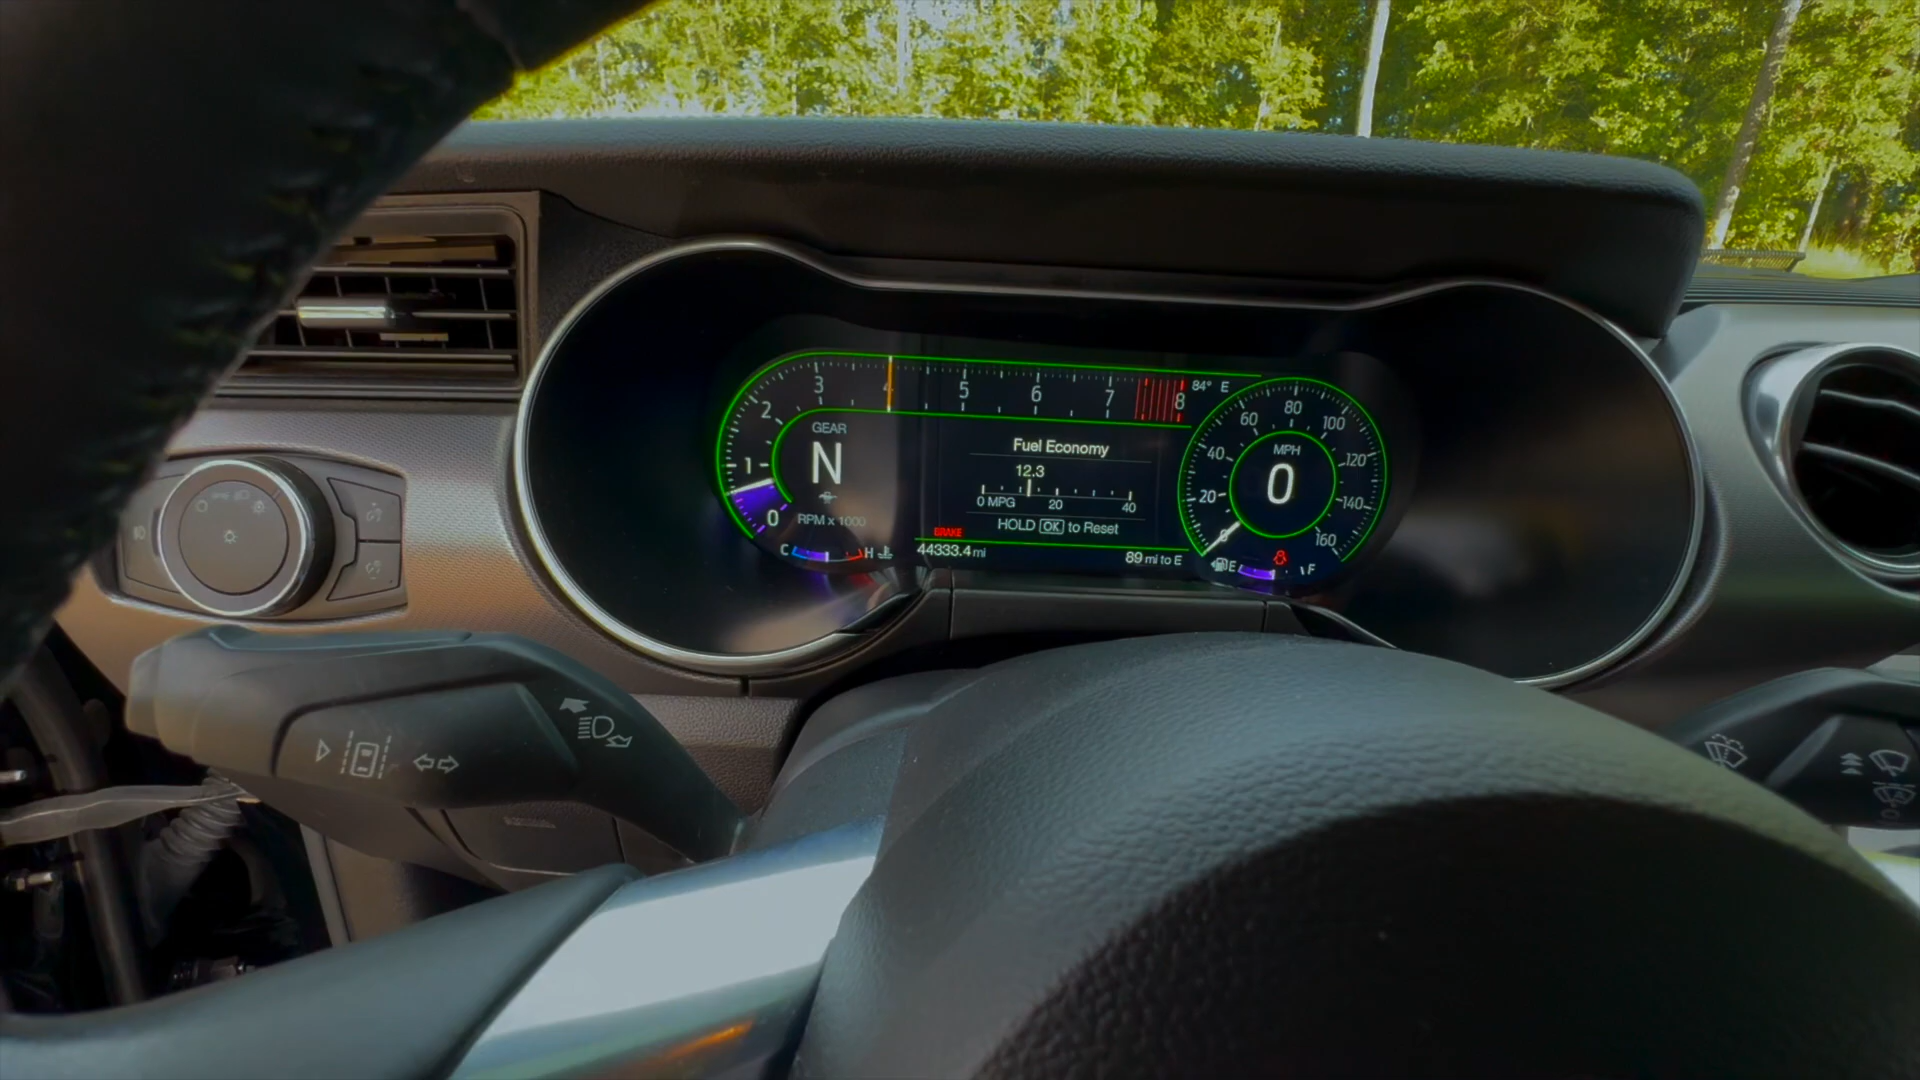 3 4 5 6 7 8
84° E
2
GEAR
N
1
0
RPM x 1000
C H
Fuel Economy
12.3
0 MPG 20 40
HOLD OK to Reset
BRAKE
44333.4 mi
89 mi to E
0 20 40 60 80 100 120 140 160
MPH
0
E F